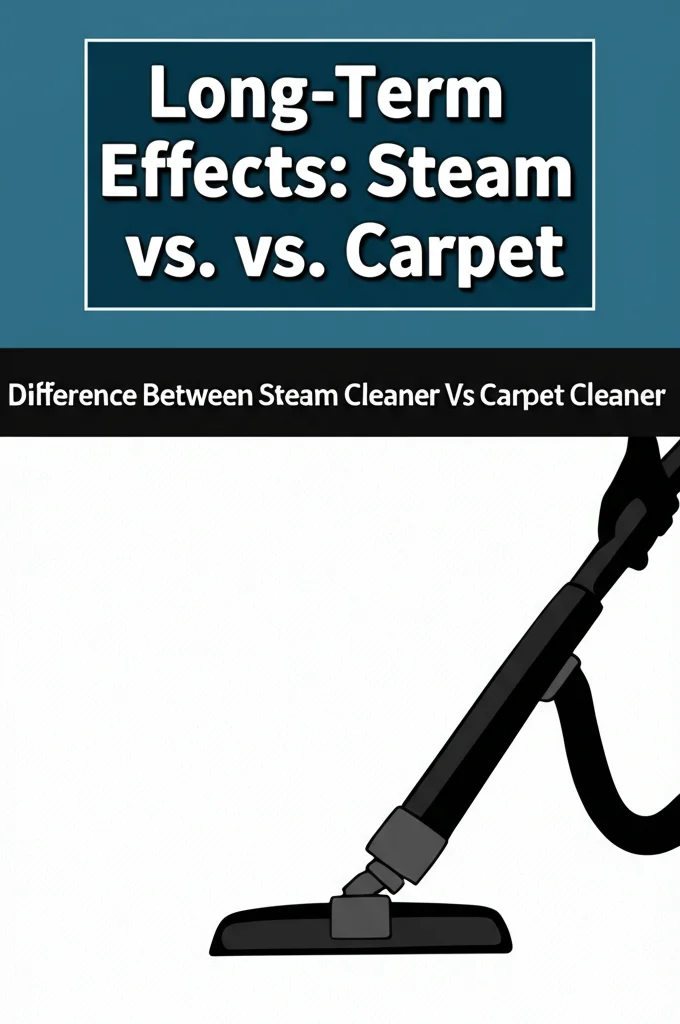 Long-Term
Effects: Steam
vs. vs. Carpet
Difference Between Steam Cleaner Vs Carpet Cleaner